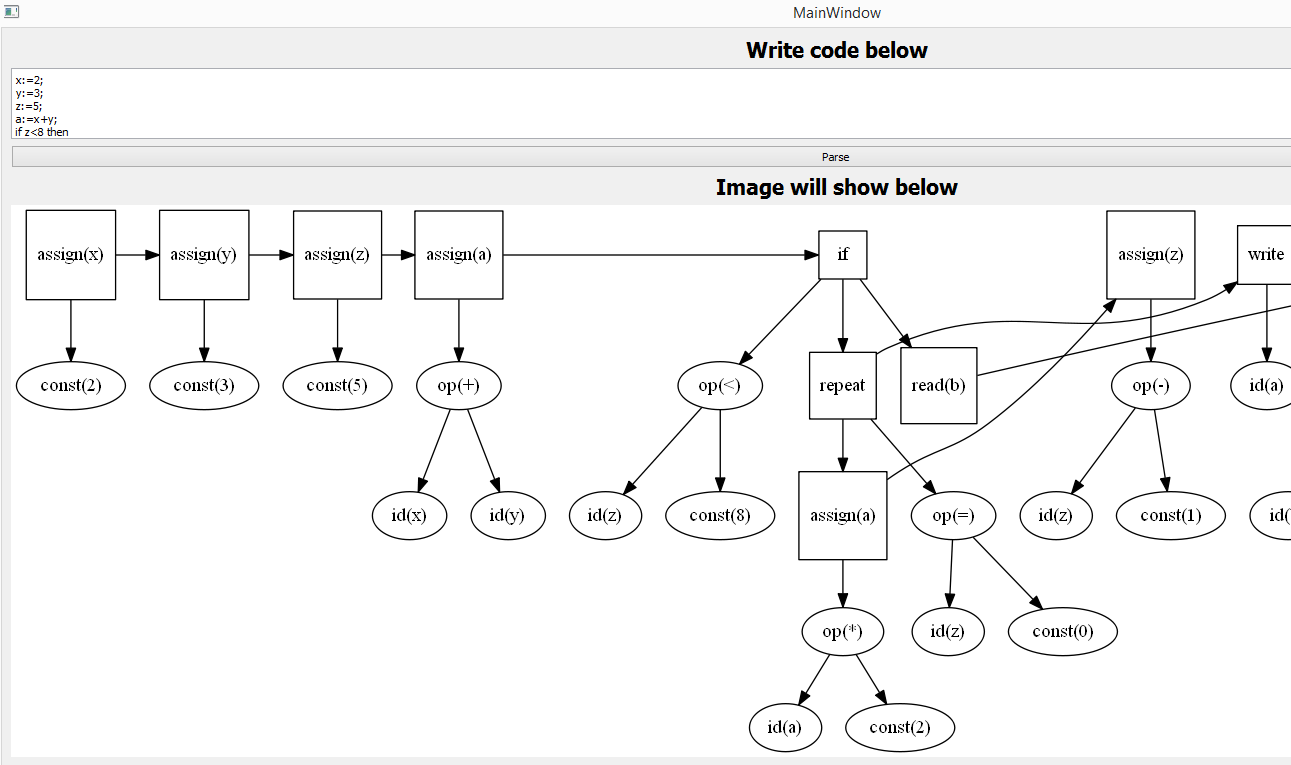 MainWindow
Write code below
x:=2;
y:=3;
z:=5;
a:=x+y;
if z<8 then
Parse
Image will show below
assign(x)
assign(y)
assign(z)
assign(a)
if
assign(z)
write
const(2)
const(3)
const(5)
op(+)
op(<)
repeat
read(b)
op(-)
id(a)
id(x)
id(y)
id(z)
const(8)
assign(a)
op(=)
id(z)
const(1)
id(
op(*)
id(z)
const(0)
id(a)
const(2)